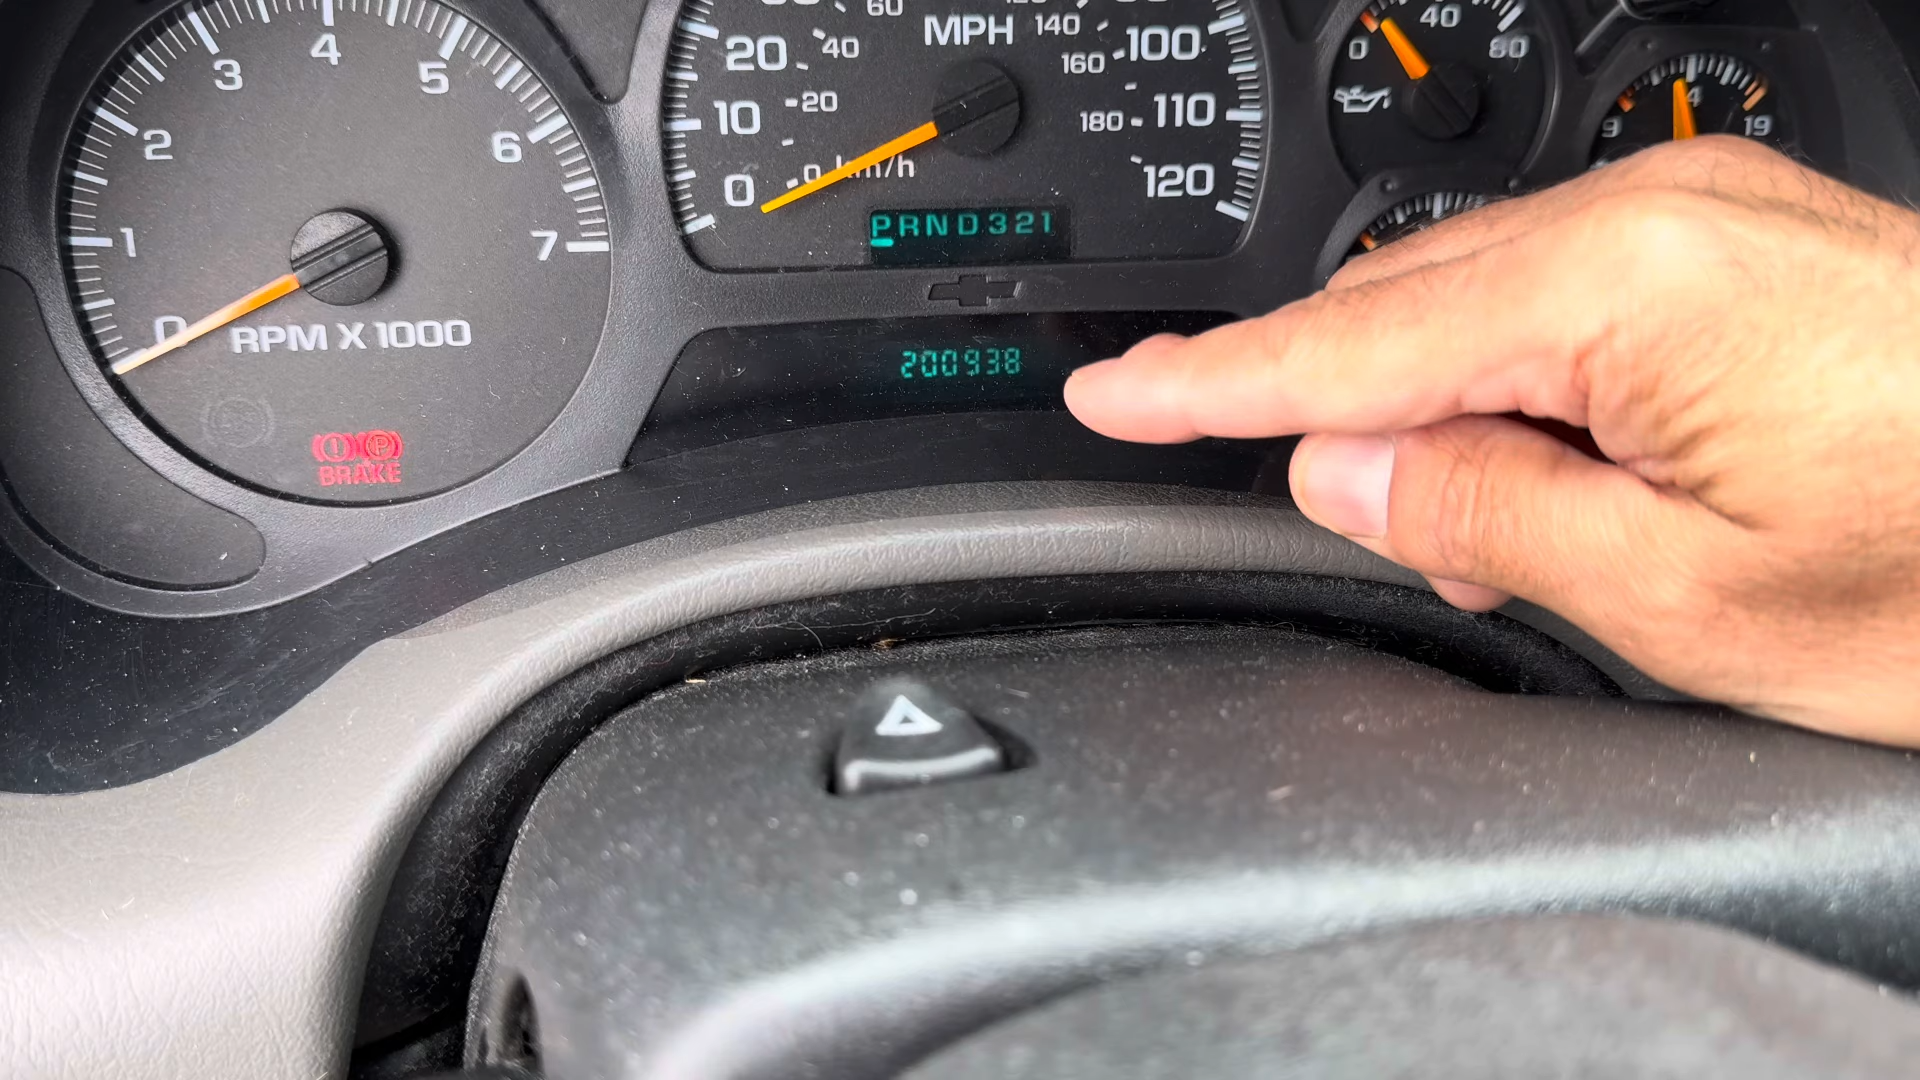 1 2 3 4 5 6 7
0
RPM X 1000
BRAKE
P
60
MPH
20 40 140 100
160
10 20 180 110
0 0 km/h 120
PRND321
200938
0 40 80
9 14 19